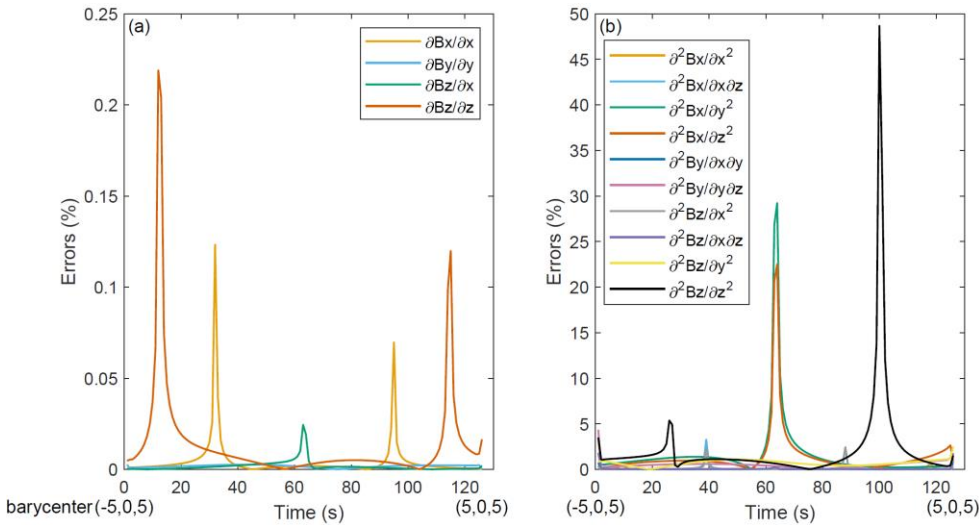 (a)
∂Bx/∂x
∂By/∂y
∂Bz/∂x
∂Bz/∂z
0.25
0.2
0.15
0.1
0.05
0
Errors (%)
0 20 40 60 80 100 120
barycenter(-5,0,5) Time (s) (5,0,5)
(b)
∂²Bx/∂x²
∂²Bx/∂x∂z
∂²Bx/∂y²
∂²Bx/∂z²
∂²By/∂x∂y
∂²By/∂y∂z
∂²Bz/∂x²
∂²Bz/∂x∂z
∂²Bz/∂y²
∂²Bz/∂z²
50
45
40
35
30
25
20
15
10
5
0
Errors (%)
0 20 40 60 80 100 120
(-5,0,5) Time (s) (5,0,5)